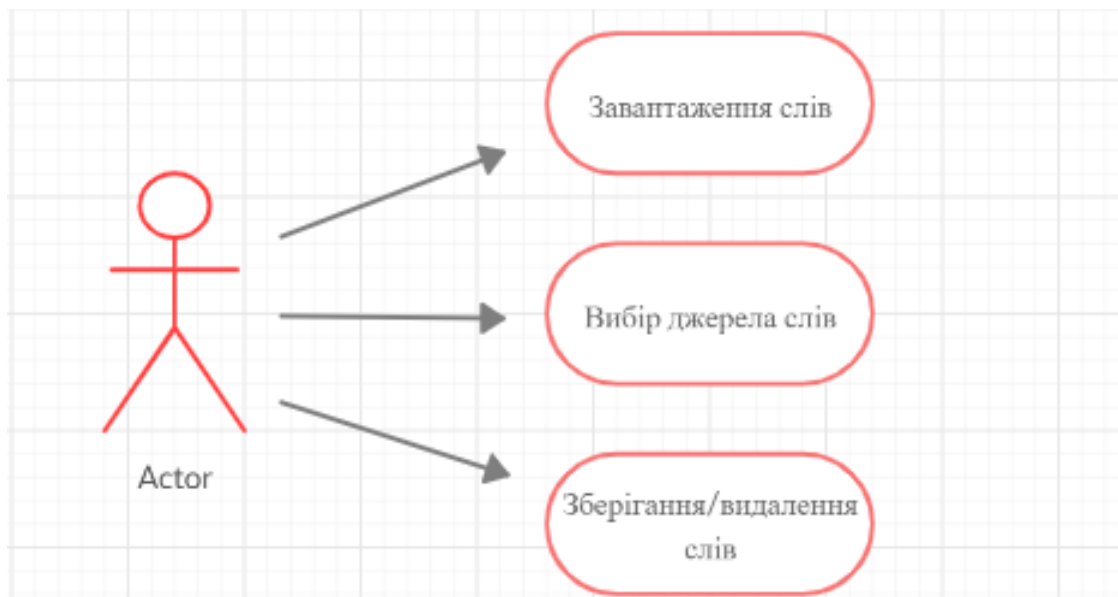 Завантаження слів
Вибір джерела слів
Actor
Зберігання/видалення
слів